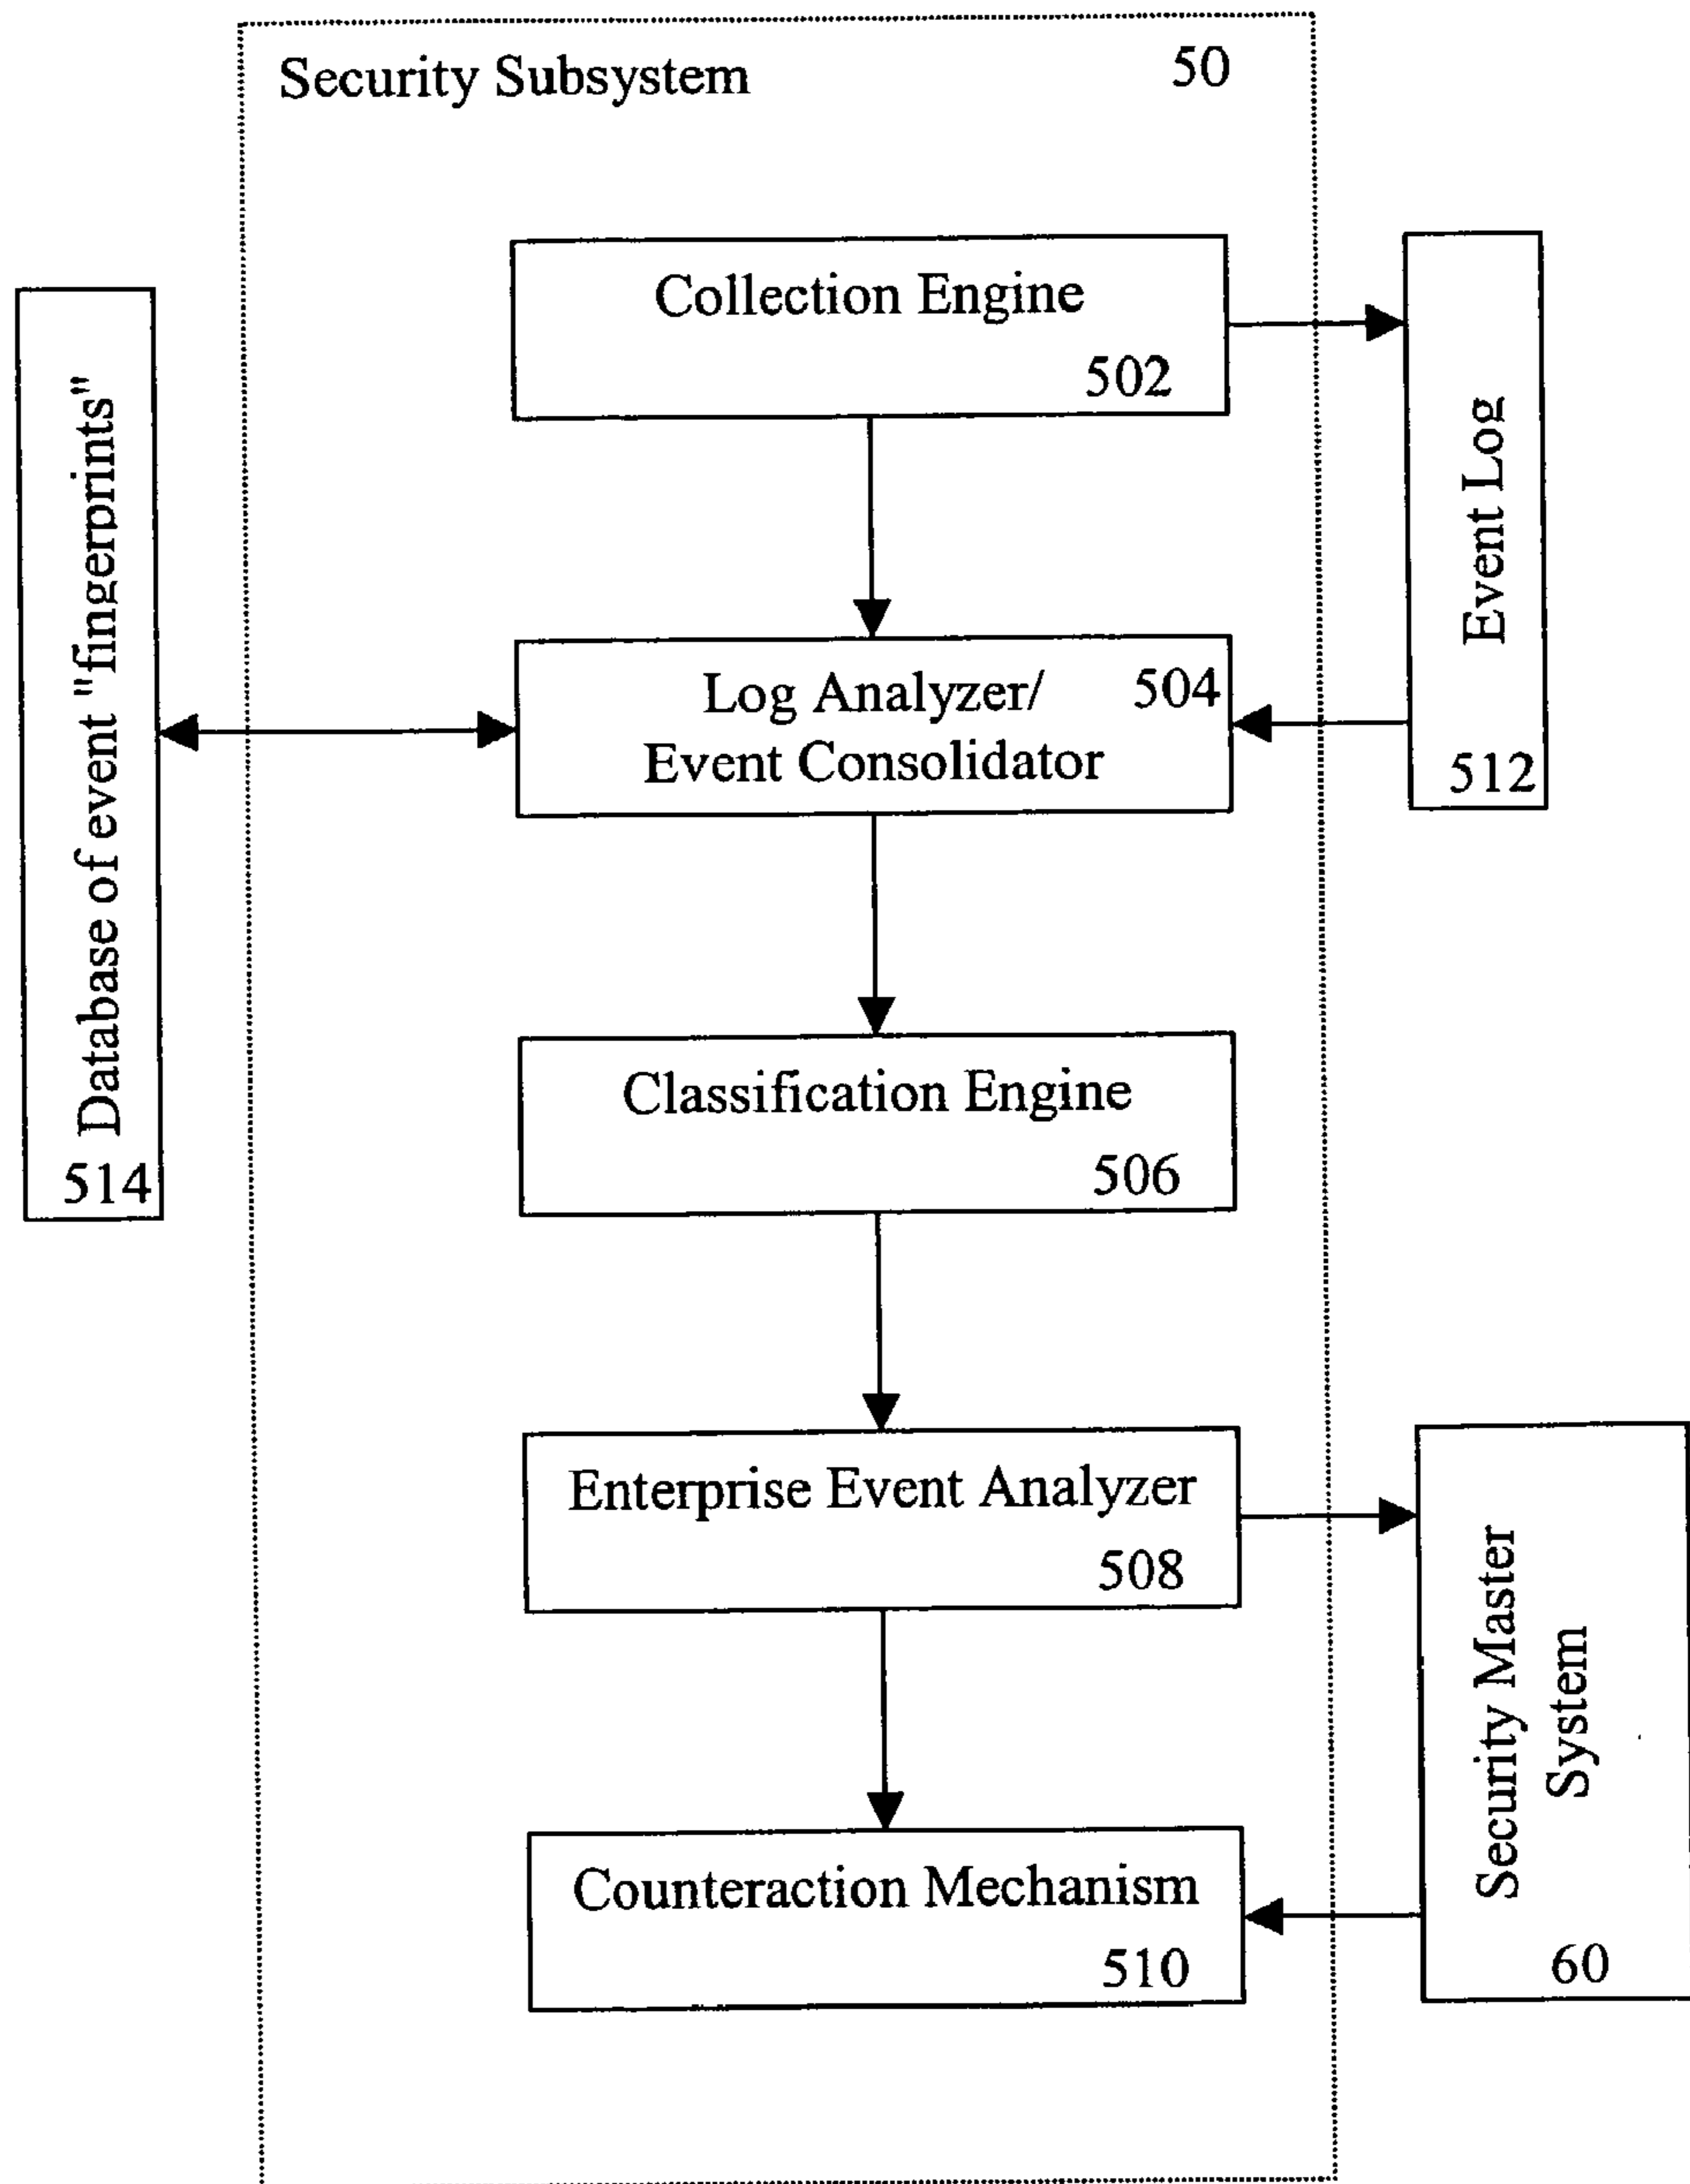 Security Subsystem 50
Collection Engine
502
Event Log
512
Database of event "fingerprints"
514
Log Analyzer/ 504
Event Consolidator
Classification Engine
506
Enterprise Event Analyzer
508
Security Master
System
60
Counteraction Mechanism
510